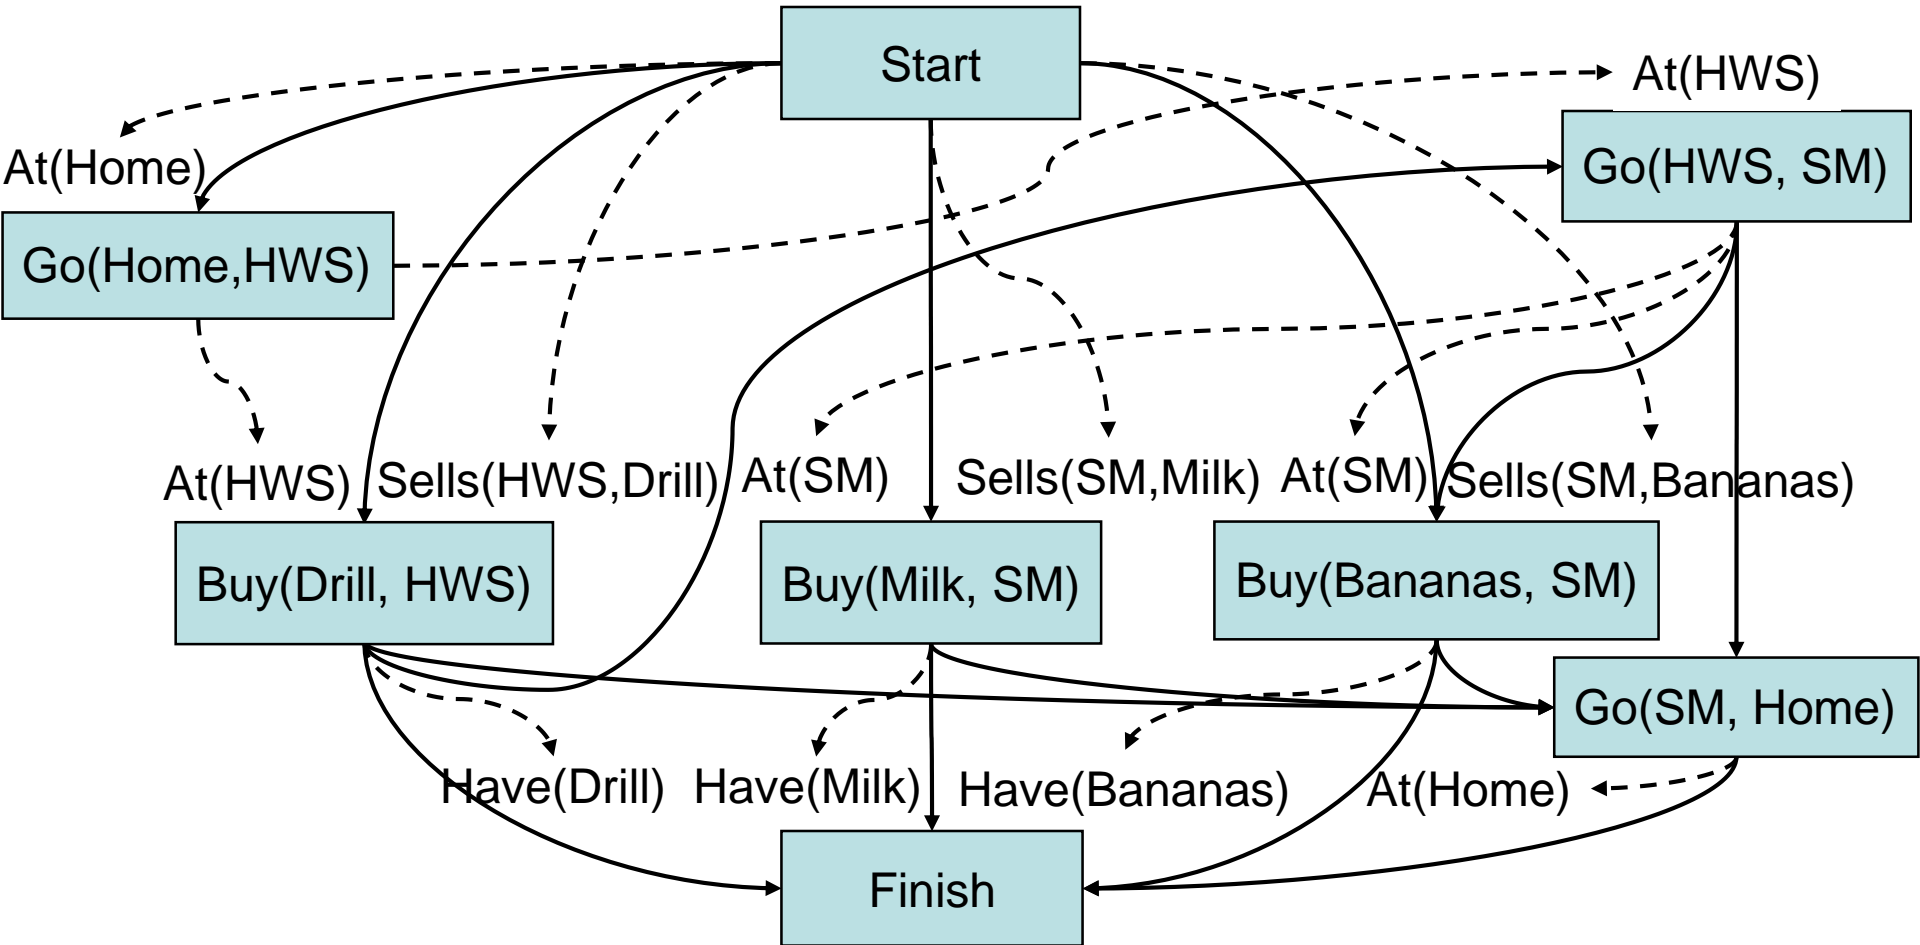 Start
At(HWS)
At(Home)
Go(HWS, SM)
Go(Home,HWS)
At(HWS)
Sells(HWS,Drill)
At(SM)
Sells(SM,Milk)
At(SM)
Sells(SM,Bananas)
Buy(Drill, HWS)
Buy(Milk, SM)
Buy(Bananas, SM)
Go(SM, Home)
Have(Drill)
Have(Milk)
Have(Bananas)
At(Home)
Finish